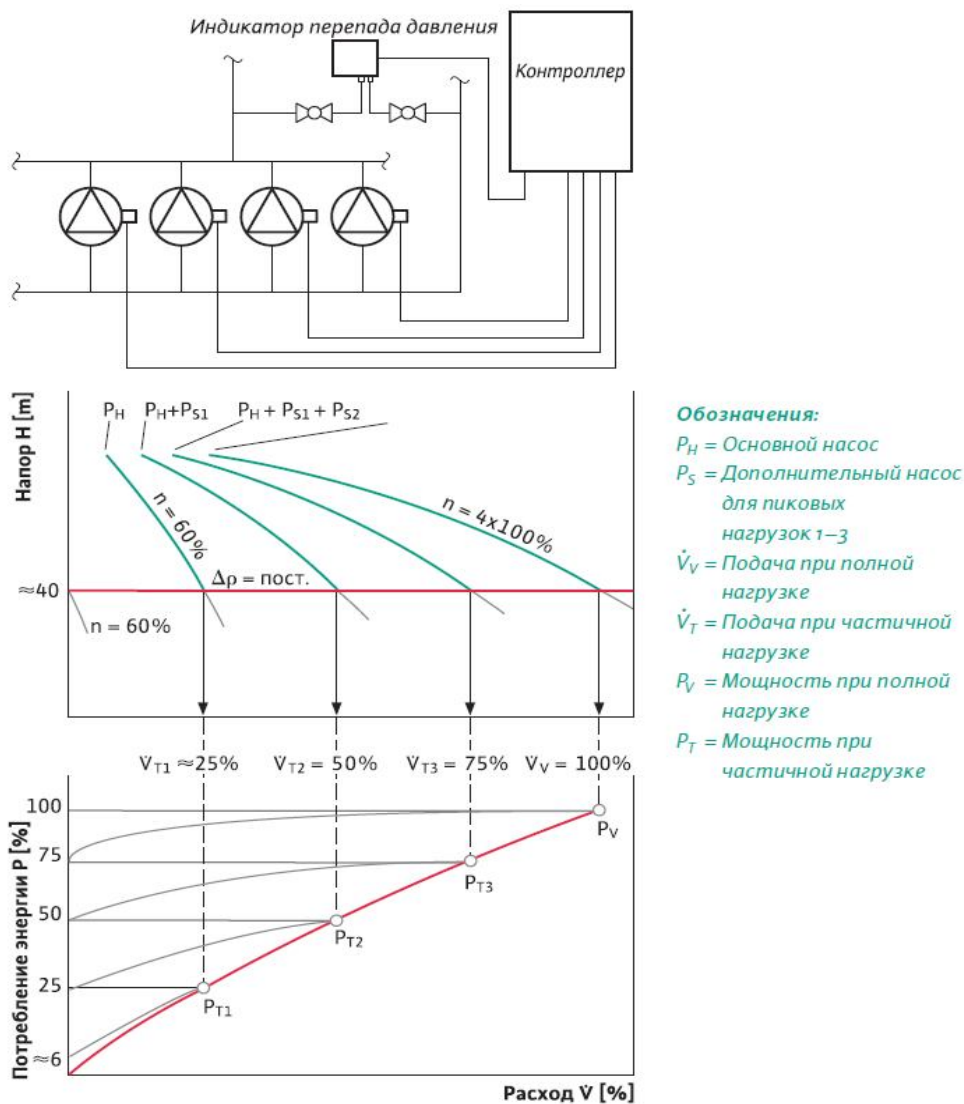 Индикатор перепада давления
Контроллер
Напор H [m]
P_H
P_H+P_S1
P_H + P_S1 + P_S2
n = 60%
n = 4x100%
Δρ = пост.
≈40
n = 60%
Обозначения:
P_H = Основной насос
P_S = Дополнительный насос
для пиковых
нагрузок 1–3
V̇_V = Подача при полной
нагрузке
V̇_T = Подача при частичной
нагрузке
P_V = Мощность при полной
нагрузке
P_T = Мощность при
частичной нагрузке
V̇_T1 ≈25%
V̇_T2 = 50%
V̇_T3 = 75%
V̇_V = 100%
Потребление энергии P [%]
100
75
50
25
≈6
P_V
P_T3
P_T2
P_T1
Расход V̇ [%]